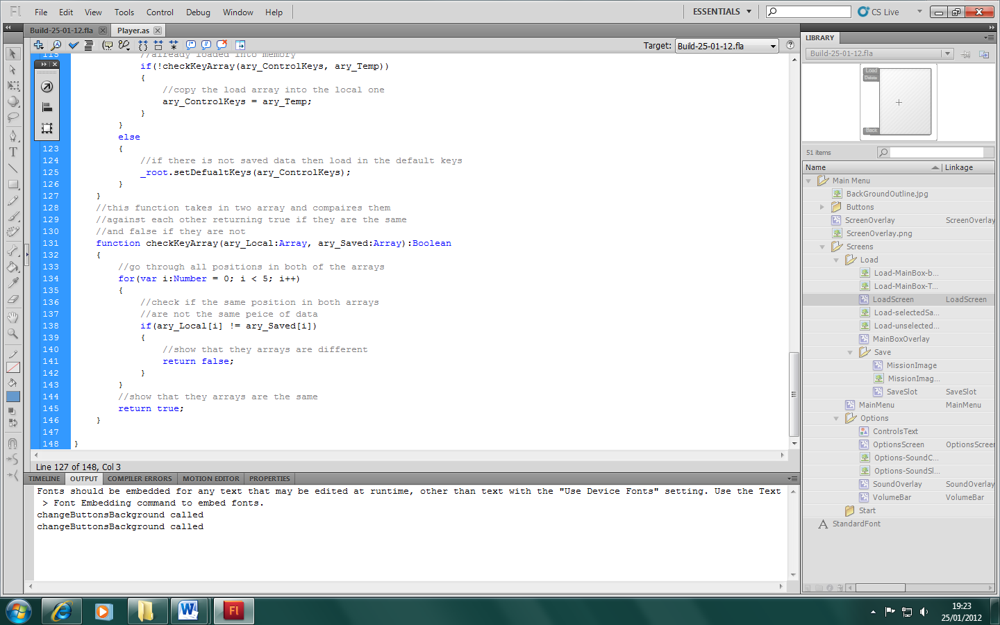 Fl File Edit View Tools Control Debug Window Help ESSENTIALS CS Live
Build-25-01-12.fla Player.as
Target: Build-25-01-12.fla
115 //already loaded into memory
if(!checkKeyArray(ary_ControlKeys, ary_Temp))
{
//copy the load array into the local one
ary_ControlKeys = ary_Temp;
}
}
else
123 {
124 //if there is not saved data then load in the default keys
125 _root.setDefualtKeys(ary_ControlKeys);
126 }
127 }
128 //this function takes in two array and compaires them
129 //against each other returning true if they are the same
130 //and false if they are not
131 function checkKeyArray(ary_Local:Array, ary_Saved:Array):Boolean
132 {
133 //go through all positions in both of the arrays
134 for(var i:Number = 0; i < 5; i++)
135 {
136 //check if the same position in both arrays
137 //are not the same peice of data
138 if(ary_Local[i] != ary_Saved[i])
139 {
140 //show that they arrays are different
141 return false;
142 }
143 }
144 //show that they arrays are the same
145 return true;
146 }
147
148 }
Line 127 of 148, Col 3
TIMELINE OUTPUT COMPILER ERRORS MOTION EDITOR PROPERTIES
Fonts should be embedded for any text that may be edited at runtime, other than text with the "Use Device Fonts" setting. Use the Text
> Font Embedding command to embed fonts.
changeButtonsBackground called
changeButtonsBackground called
LIBRARY
Build-25-01-12.fla
Load
Delete
Back
51 items
Name Linkage
Main Menu
BackGroundOutline.jpg
Buttons
ScreenOverlay ScreenOverlay
ScreenOverlay.png
Screens
Load
Load-MainBox-b...
Load-MainBox-T...
LoadScreen LoadScreen
Load-selectedSa...
Load-unselected...
MainBoxOverlay
Save
MissionImage
MissionImag...
SaveSlot SaveSlot
MainMenu MainMenu
Options
ControlsText
OptionsScreen OptionsScreen
Options-SoundC...
Options-SoundSl...
SoundOverlay SoundOverlay
VolumeBar VolumeBar
Start
StandardFont
Fl
19:23
25/01/2012